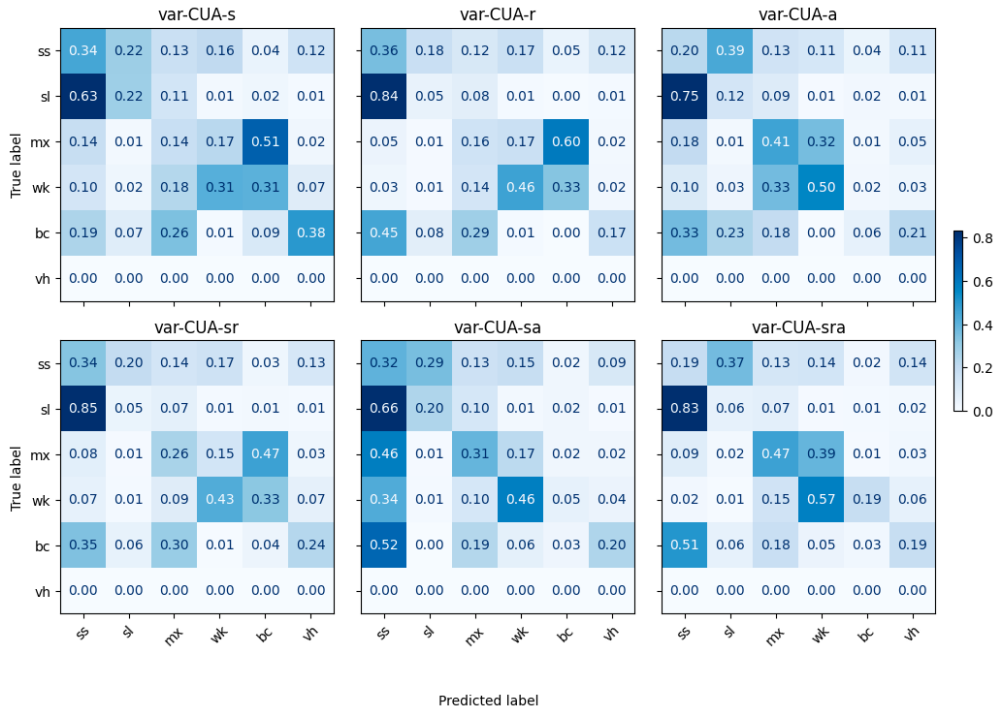 var-CUA-s var-CUA-r var-CUA-a
ss 0.34 0.22 0.13 0.16 0.04 0.12 0.36 0.18 0.12 0.17 0.05 0.12 0.20 0.39 0.13 0.11 0.04 0.11
sl 0.63 0.22 0.11 0.01 0.02 0.01 0.84 0.05 0.08 0.01 0.00 0.01 0.75 0.12 0.09 0.01 0.02 0.01
mx 0.14 0.01 0.14 0.17 0.51 0.02 0.05 0.01 0.16 0.17 0.60 0.02 0.18 0.01 0.41 0.32 0.01 0.05
wk 0.10 0.02 0.18 0.31 0.31 0.07 0.03 0.01 0.14 0.46 0.33 0.02 0.10 0.03 0.33 0.50 0.02 0.03
bc 0.19 0.07 0.26 0.01 0.09 0.38 0.45 0.08 0.29 0.01 0.00 0.17 0.33 0.23 0.18 0.00 0.06 0.21
vh 0.00 0.00 0.00 0.00 0.00 0.00 0.00 0.00 0.00 0.00 0.00 0.00 0.00 0.00 0.00 0.00 0.00 0.00
True label
var-CUA-sr var-CUA-sa var-CUA-sra
ss 0.34 0.20 0.14 0.17 0.03 0.13 0.32 0.29 0.13 0.15 0.02 0.09 0.19 0.37 0.13 0.14 0.02 0.14
sl 0.85 0.05 0.07 0.01 0.01 0.01 0.66 0.20 0.10 0.01 0.02 0.01 0.83 0.06 0.07 0.01 0.01 0.02
mx 0.08 0.01 0.26 0.15 0.47 0.03 0.46 0.01 0.31 0.17 0.02 0.02 0.09 0.02 0.47 0.39 0.01 0.03
wk 0.07 0.01 0.09 0.43 0.33 0.07 0.34 0.01 0.10 0.46 0.05 0.04 0.02 0.01 0.15 0.57 0.19 0.06
bc 0.35 0.06 0.30 0.01 0.04 0.24 0.52 0.00 0.19 0.06 0.03 0.20 0.51 0.06 0.18 0.05 0.03 0.19
vh 0.00 0.00 0.00 0.00 0.00 0.00 0.00 0.00 0.00 0.00 0.00 0.00 0.00 0.00 0.00 0.00 0.00 0.00
True label
ss sl mx wk bc vh ss sl mx wk bc vh ss sl mx wk bc vh
Predicted label
0.8
0.6
0.4
0.2
0.0